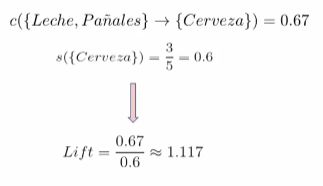 c({Leche, Pañales} → {Cerveza}) = 0.67
s({Cerveza}) = 3/5 = 0.6
Lift = 0.67/0.6 ≈ 1.117